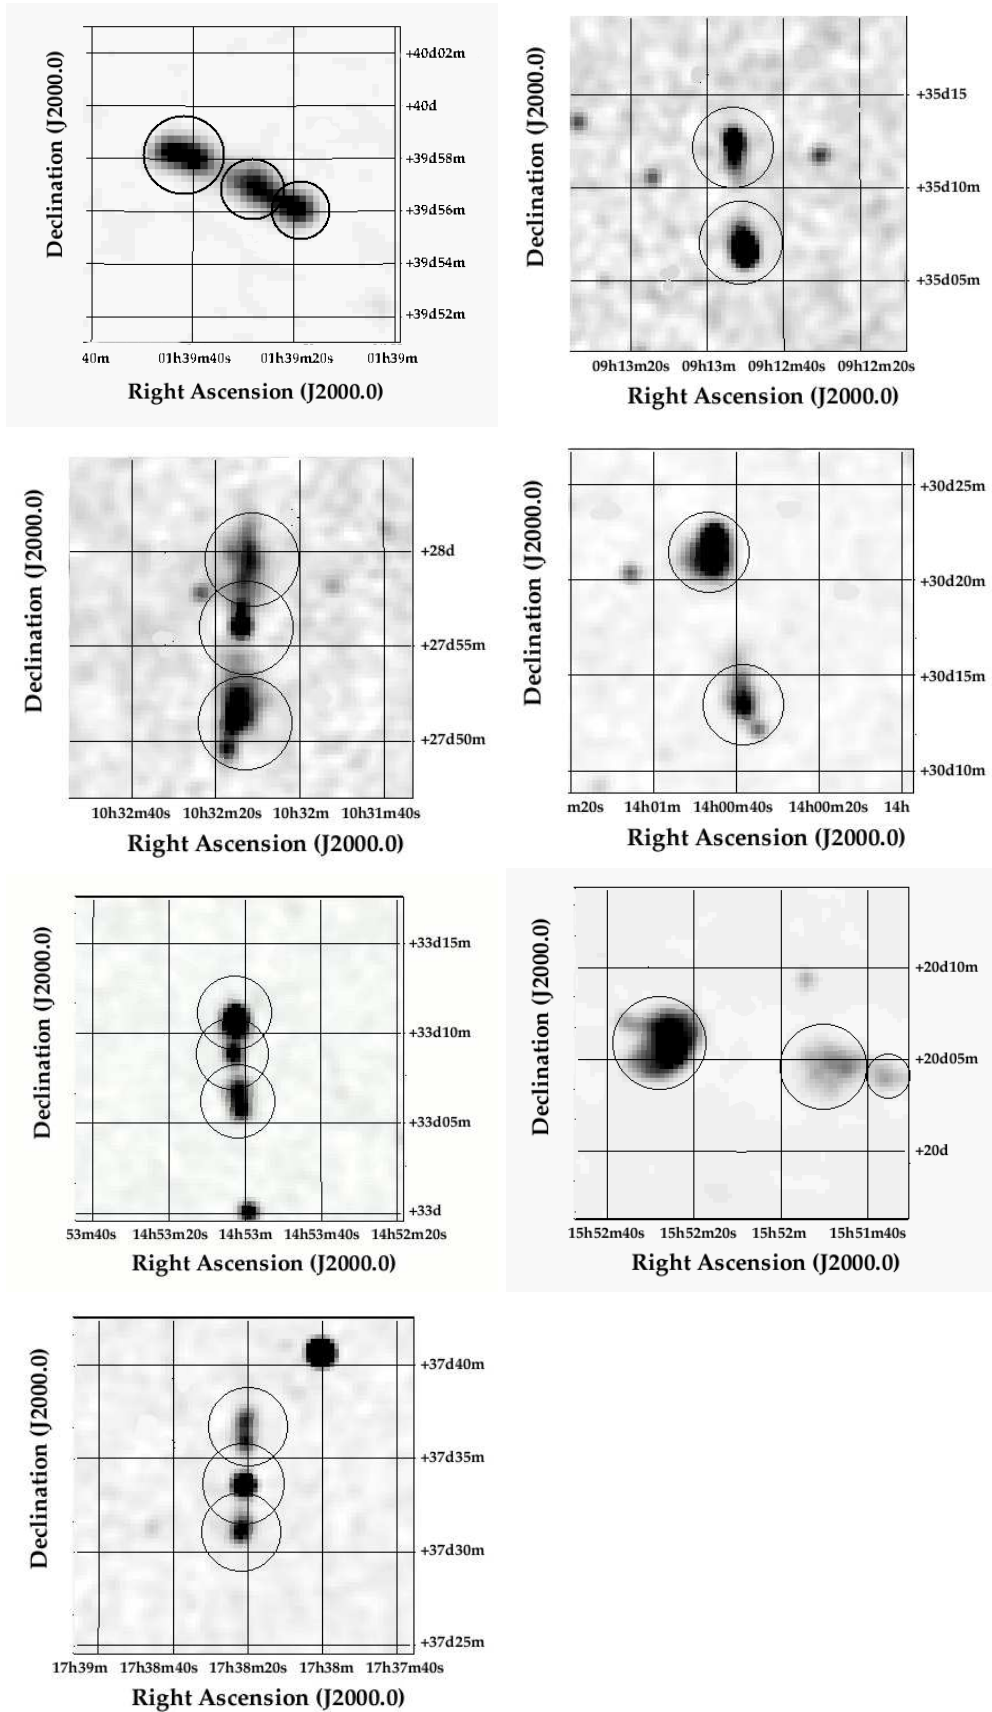 Declination (J2000.0)
+40d02m
+40d
+39d58m
+39d56m
+39d54m
+39d52m
40m 01h39m40s 01h39m20s 01h39m
Right Ascension (J2000.0)
Declination (J2000.0)
+35d15
+35d10m
+35d05m
09h13m20s 09h13m 09h12m40s 09h12m20s
Right Ascension (J2000.0)
Declination (J2000.0)
+28d
+27d55m
+27d50m
10h32m40s 10h32m20s 10h32m 10h31m40s
Right Ascension (J2000.0)
Declination (J2000.0)
+30d25m
+30d20m
+30d15m
+30d10m
m20s 14h01m 14h00m40s 14h00m20s 14h
Right Ascension (J2000.0)
Declination (J2000.0)
+33d15m
+33d10m
+33d05m
+33d
53m40s 14h53m20s 14h53m 14h53m40s 14h52m20s
Right Ascension (J2000.0)
Declination (J2000.0)
+20d10m
+20d05m
+20d
15h52m40s 15h52m20s 15h52m 15h51m40s
Right Ascension (J2000.0)
Declination (J2000.0)
+37d40m
+37d35m
+37d30m
+37d25m
17h39m 17h38m40s 17h38m20s 17h38m 17h37m40s
Right Ascension (J2000.0)